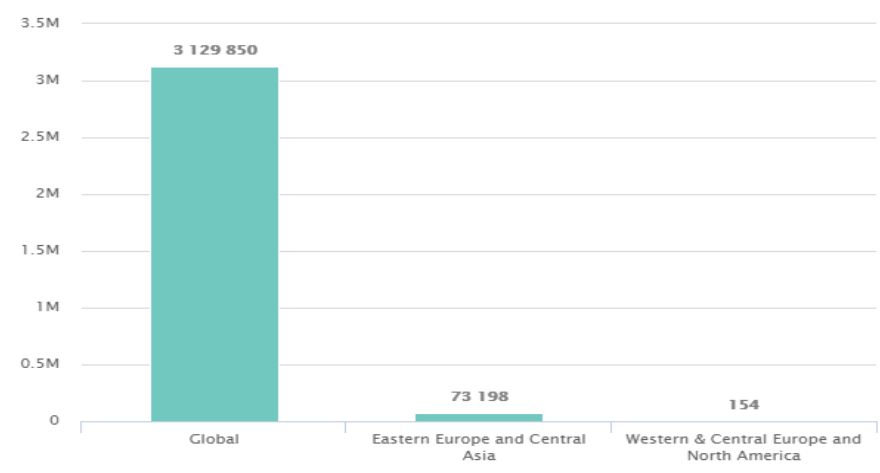 3.5M
3 129 850
3M
2.5M
2M
1.5M
1M
0.5M
73 198
154
0
Global
Eastern Europe and Central
Asia
Western & Central Europe and
North America